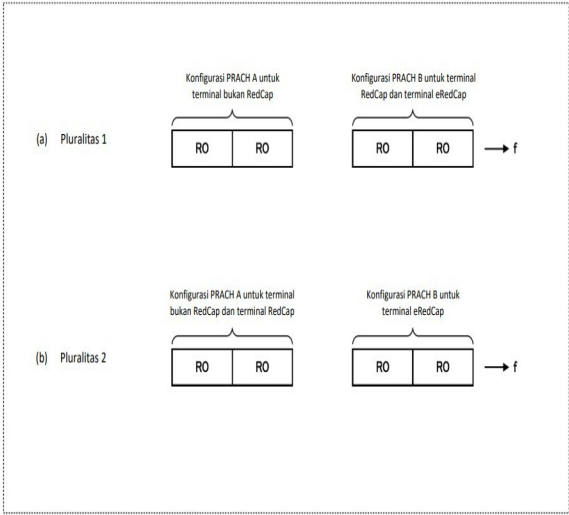 Konfigurasi PRACH A untuk
terminal bukan RedCap
Konfigurasi PRACH B untuk terminal
RedCap dan terminal eRedCap
(a) Pluralitas 1
RO RO RO RO f
Konfigurasi PRACH A untuk terminal
bukan RedCap dan terminal RedCap
Konfigurasi PRACH B untuk
terminal eRedCap
(b) Pluralitas 2
RO RO RO RO f